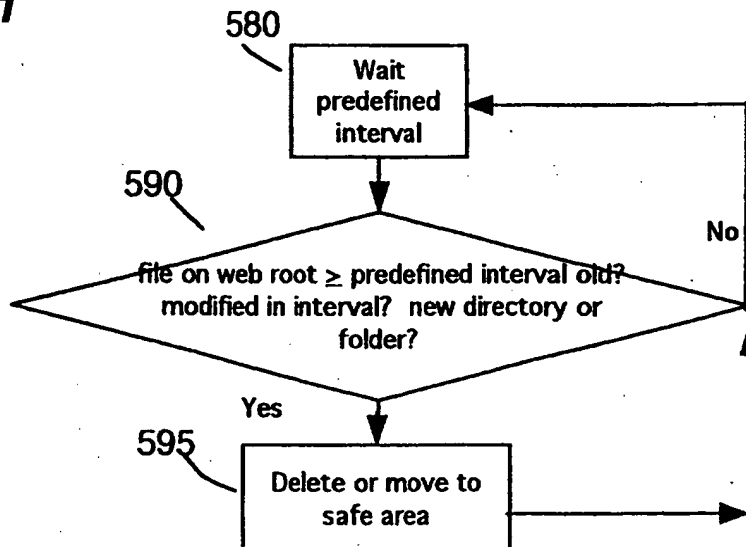 580
Wait
predefined
interval
590
No
file on web root ≥ predefined interval old?
modified in interval? new directory or
folder?
Yes
595
Delete or move to
safe area